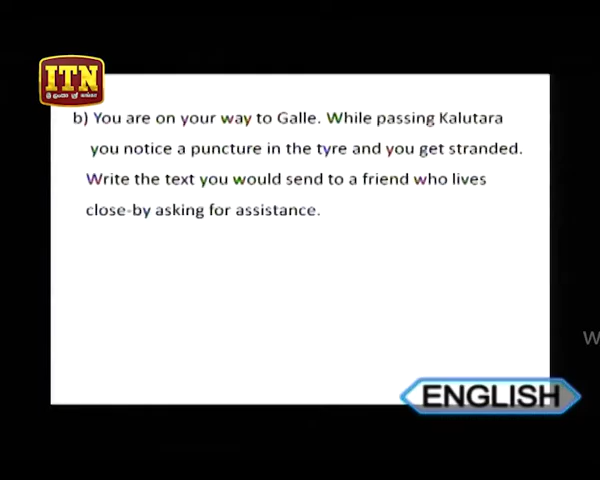 ITN
b) You are on your way to Galle. While passing Kalutara
you notice a puncture in the tyre and you get stranded.
Write the text you would send to a friend who lives
close-by asking for assistance.
W
ENGLISH